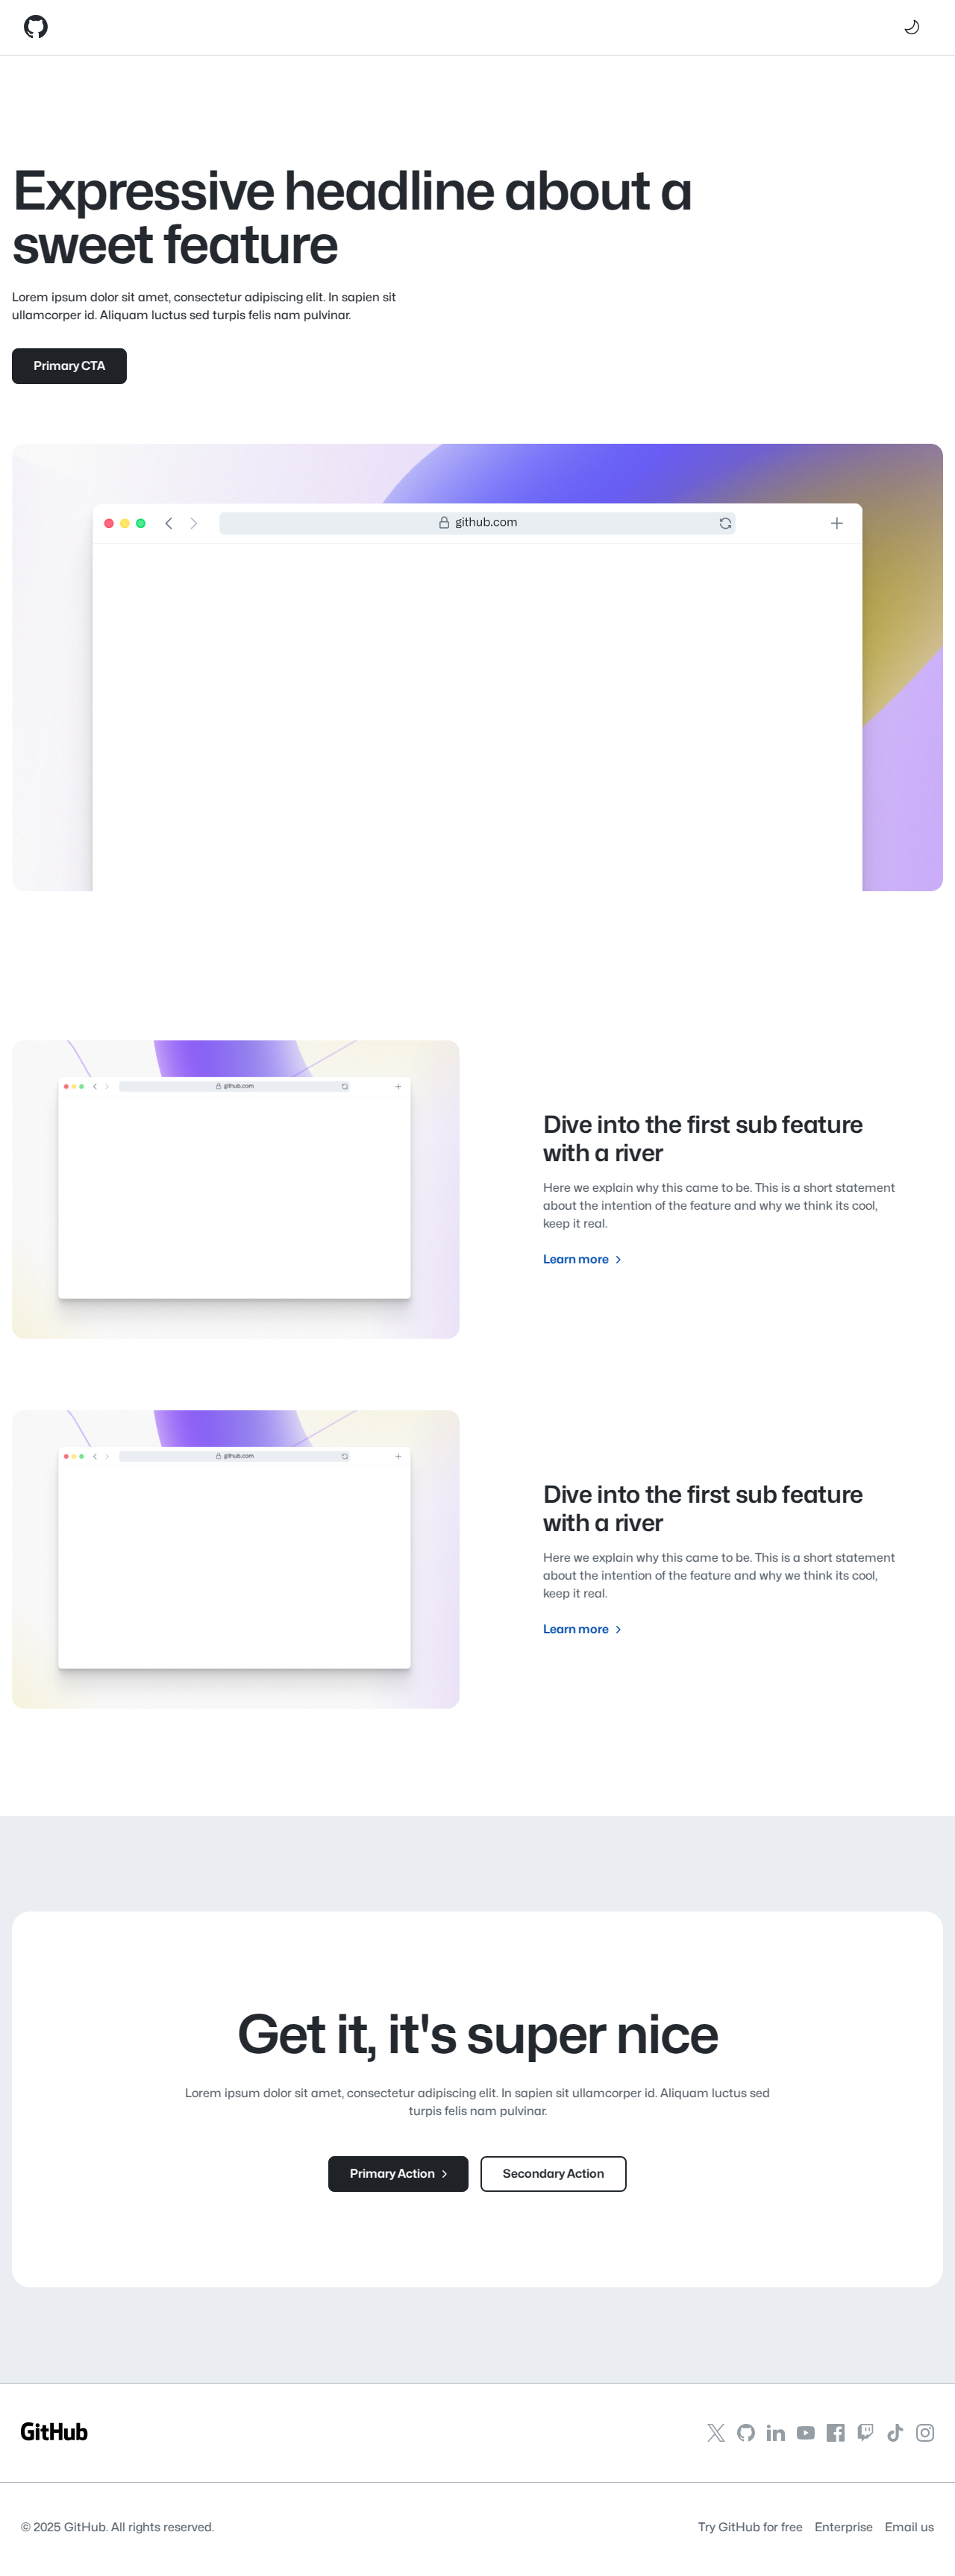 Expressive headline about a
sweet feature
Lorem ipsum dolor sit amet, consectetur adipiscing elit. In sapien sit
ullamcorper id. Aliquam luctus sed turpis felis nam pulvinar.
Primary CTA
github.com
github.com
Dive into the first sub feature
with a river
Here we explain why this came to be. This is a short statement
about the intention of the feature and why we think its cool,
keep it real.
Learn more
github.com
Dive into the first sub feature
with a river
Here we explain why this came to be. This is a short statement
about the intention of the feature and why we think its cool,
keep it real.
Learn more
Get it, it's super nice
Lorem ipsum dolor sit amet, consectetur adipiscing elit. In sapien sit ullamcorper id. Aliquam luctus sed
turpis felis nam pulvinar.
Primary Action
Secondary Action
GitHub
© 2025 GitHub. All rights reserved.
Try GitHub for free
Enterprise
Email us